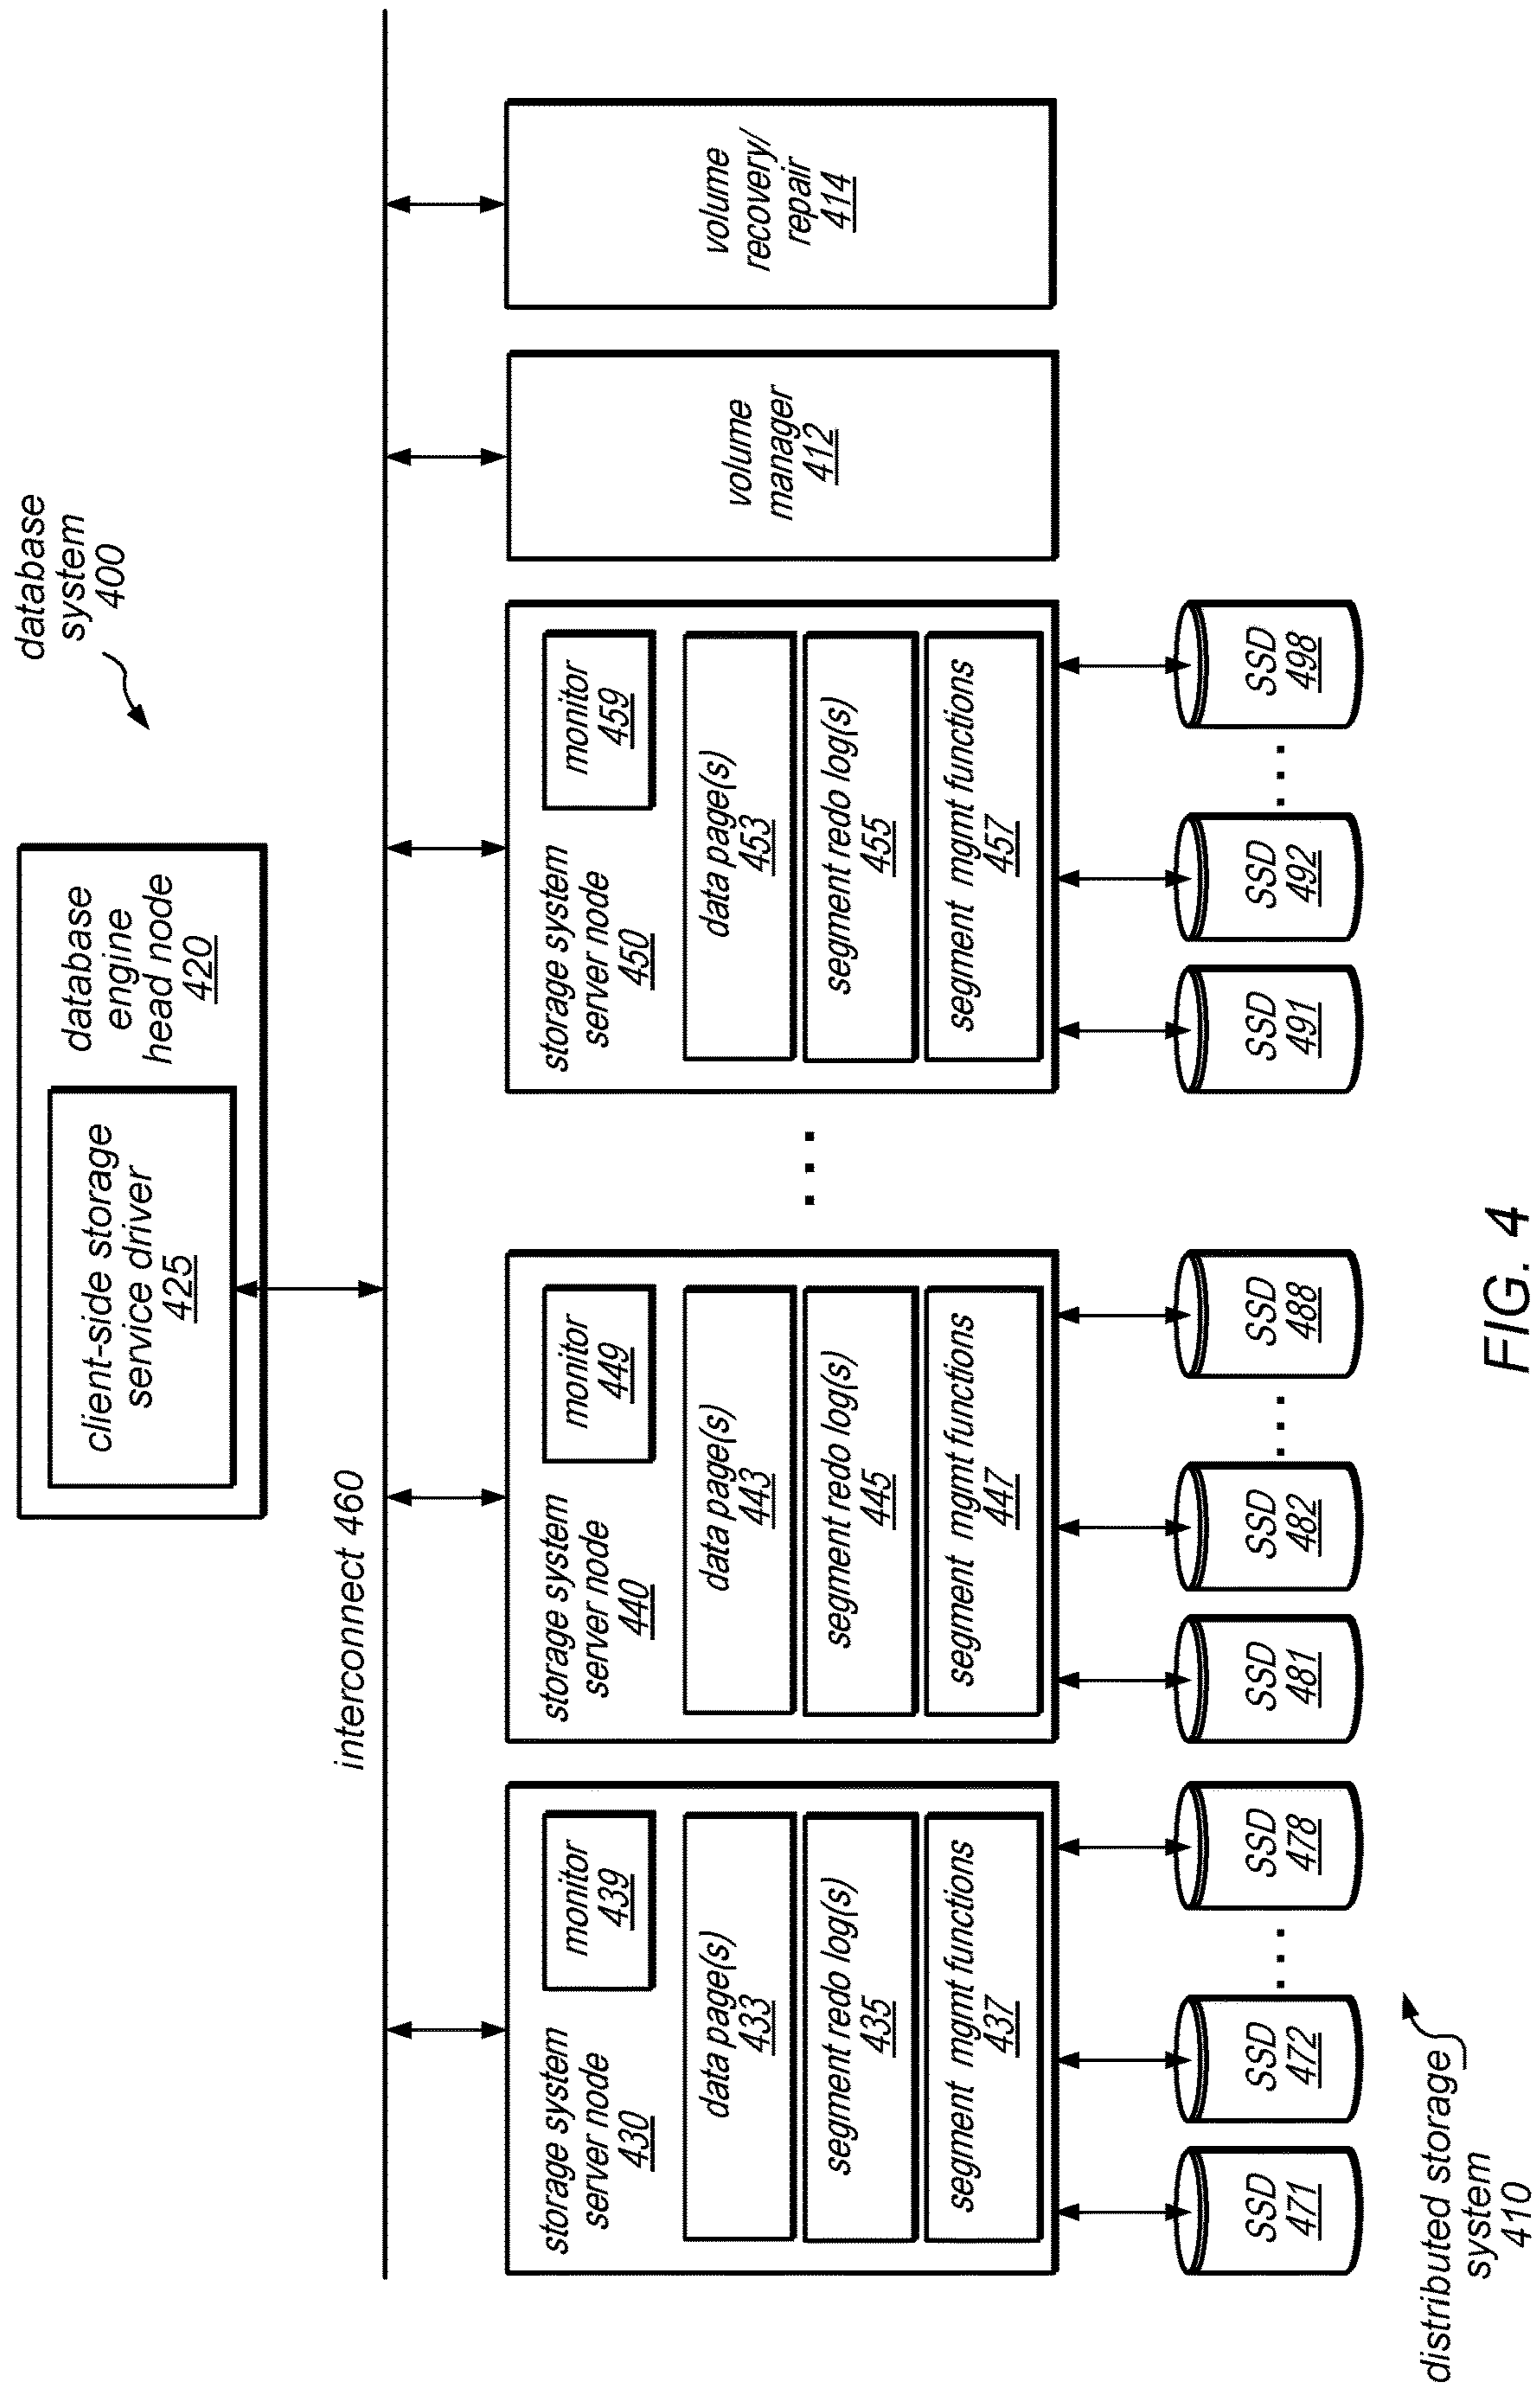 database
system
400
database
engine
head node
420
client-side storage
service driver
425
interconnect 460
storage system
server node
430
monitor
439
data page(s)
433
segment redo log(s)
435
segment mgmt functions
437
storage system
server node
440
monitor
449
data page(s)
443
segment redo log(s)
445
segment mgmt functions
447
...
storage system
server node
450
monitor
459
data page(s)
453
segment redo log(s)
455
segment mgmt functions
457
volume
manager
412
volume
recovery/
repair
414
SSD
471
SSD
472
...
SSD
478
SSD
481
SSD
482
...
SSD
488
SSD
491
SSD
492
...
SSD
498
distributed storage
system
410
FIG. 4